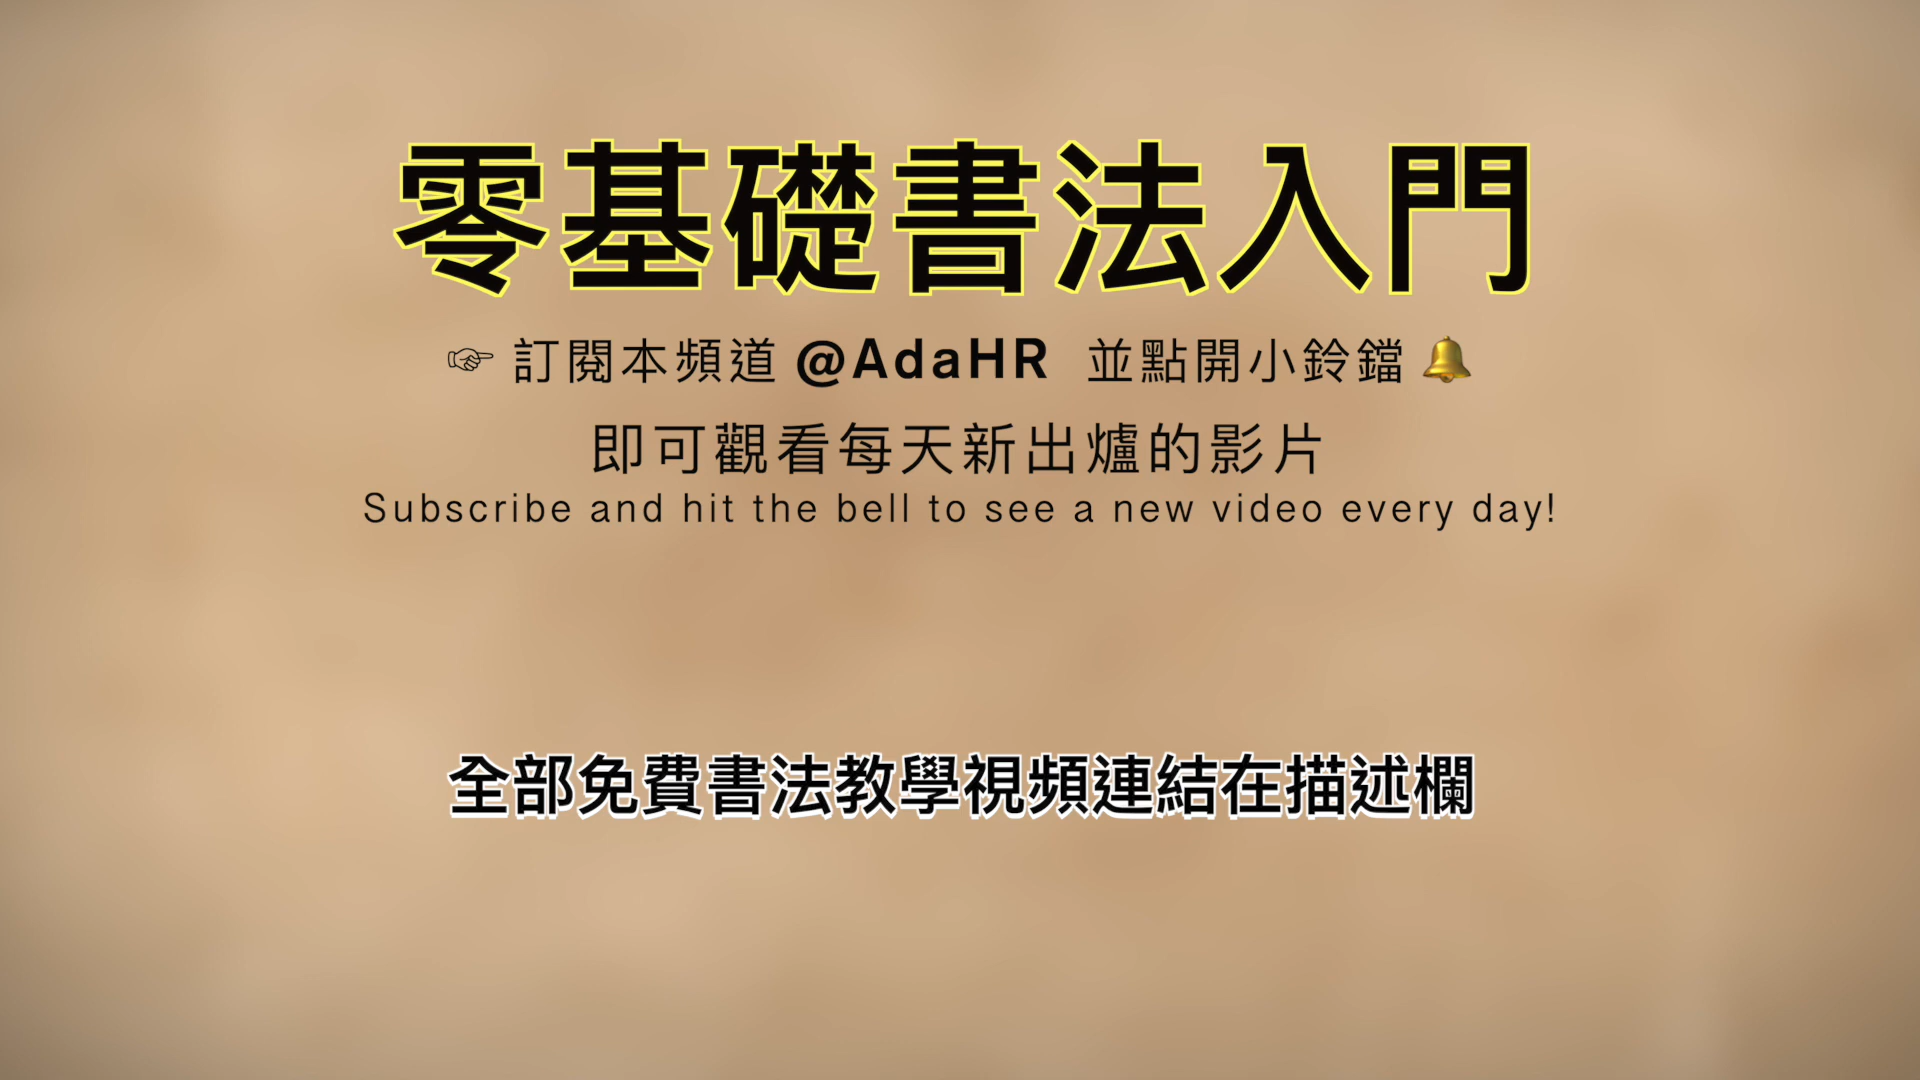 零基礎書法入門
☞ 訂閱本頻道 @AdaHR 並點開小鈴鐺 🔔
即可觀看每天新出爐的影片
Subscribe and hit the bell to see a new video every day!
全部免費書法教學視頻連結在描述欄